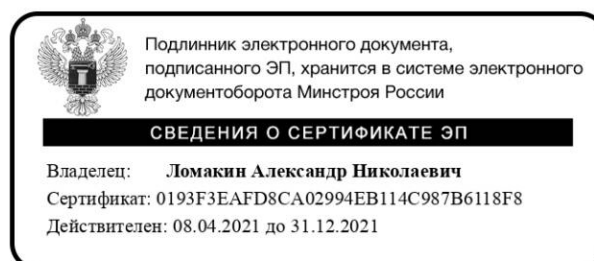 Подлинник электронного документа,
подписанного ЭП, хранится в системе электронного
документоборота Минстроя России
СВЕДЕНИЯ О СЕРТИФИКАТЕ ЭП
Владелец: Ломакин Александр Николаевич
Сертификат: 0193F3EAFD8CA02994EB114C987B6118F8
Действителен: 08.04.2021 до 31.12.2021